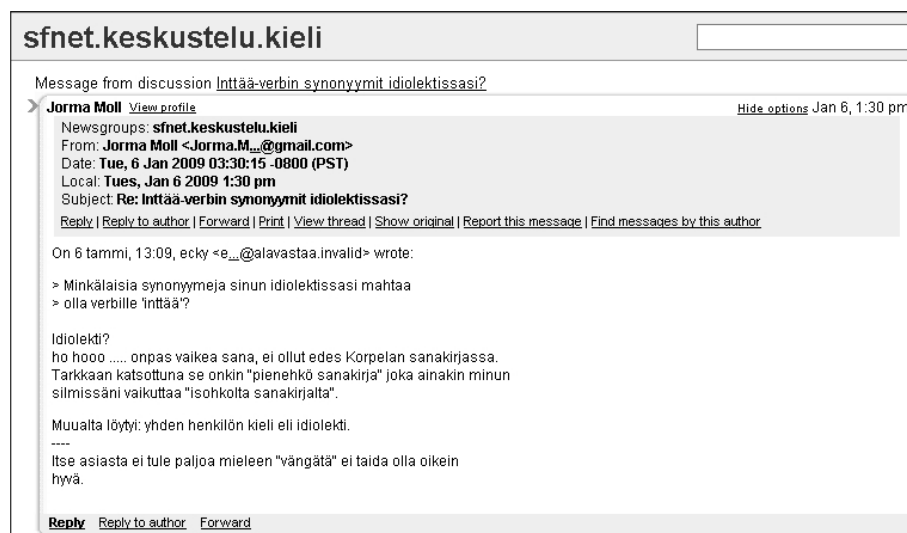 sfnet.keskustelu.kieli
Message from discussion Inttää-verbin synonyymit idiolektissasi?
Jorma Moll View profile Hide options Jan 6, 1:30 pm
Newsgroups: sfnet.keskustelu.kieli
From: Jorma Moll <Jorma.M...@gmail.com>
Date: Tue, 6 Jan 2009 03:30:15 -0800 (PST)
Local: Tues, Jan 6 2009 1:30 pm
Subject: Re: Inttää-verbin synonyymit idiolektissasi?
Reply | Reply to author | Forward | Print | View thread | Show original | Report this message | Find messages by this author
On 6 tammi, 13:09, ecky <e...@alavastaa.invalid> wrote:
> Minkälaisia synonyymeja sinun idiolektissasi mahtaa
> olla verbille 'inttää'?
Idiolekti?
ho hooo ..... onpas vaikea sana, ei ollut edes Korpelan sanakirjassa.
Tarkkaan katsottuna se onkin "pienehkö sanakirja" joka ainakin minun
silmissäni vaikuttaa "isohkolta sanakirjalta".
Muualta löytyi: yhden henkilön kieli eli idiolekti.
----
Itse asiasta ei tule paljoa mieleen "vängätä" ei taida olla oikein
hyvä.
Reply Reply to author Forward